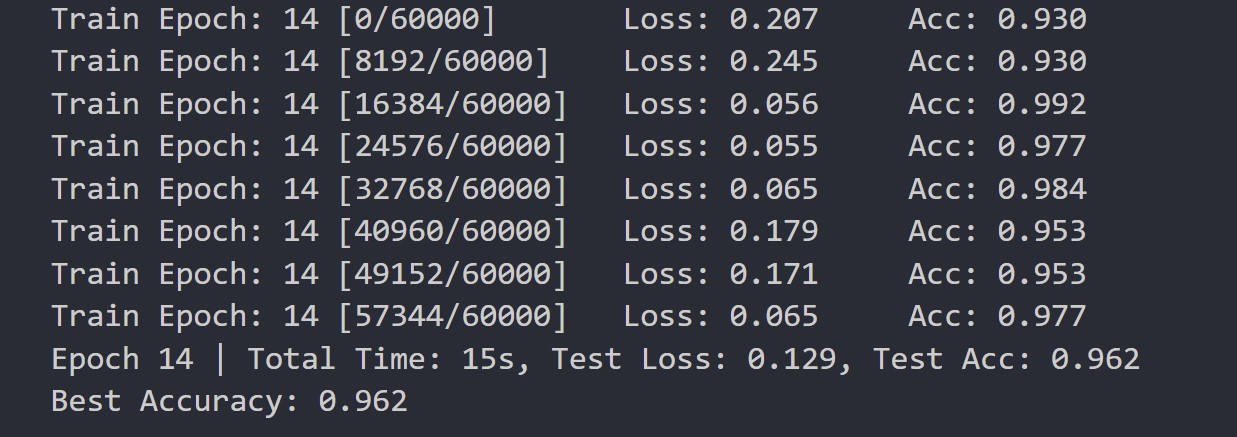 Train Epoch: 14 [0/60000]	Loss: 0.207	Acc: 0.930
Train Epoch: 14 [8192/60000]	Loss: 0.245	Acc: 0.930
Train Epoch: 14 [16384/60000]	Loss: 0.056	Acc: 0.992
Train Epoch: 14 [24576/60000]	Loss: 0.055	Acc: 0.977
Train Epoch: 14 [32768/60000]	Loss: 0.065	Acc: 0.984
Train Epoch: 14 [40960/60000]	Loss: 0.179	Acc: 0.953
Train Epoch: 14 [49152/60000]	Loss: 0.171	Acc: 0.953
Train Epoch: 14 [57344/60000]	Loss: 0.065	Acc: 0.977
Epoch 14 | Total Time: 15s, Test Loss: 0.129, Test Acc: 0.962
Best Accuracy: 0.962